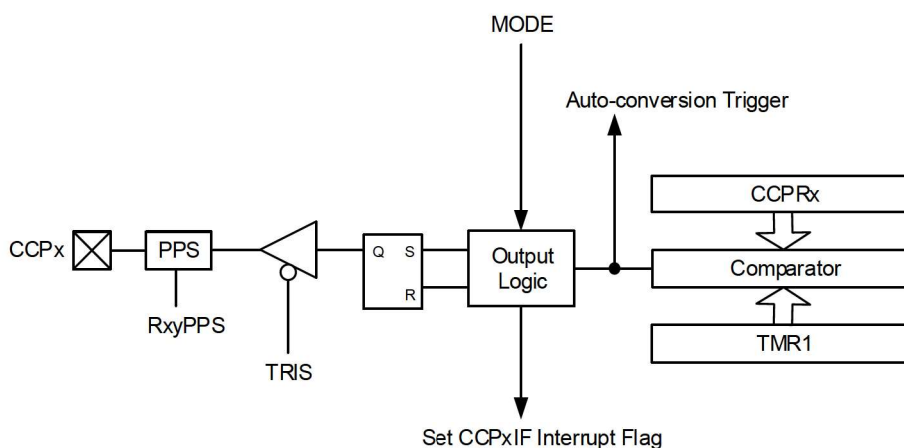 MODE
Auto-conversion Trigger
CCPRx
CCPx
PPS
Q
S
R
Output
Logic
Comparator
RxyPPS
TRIS
TMR1
Set CCPxIF Interrupt Flag